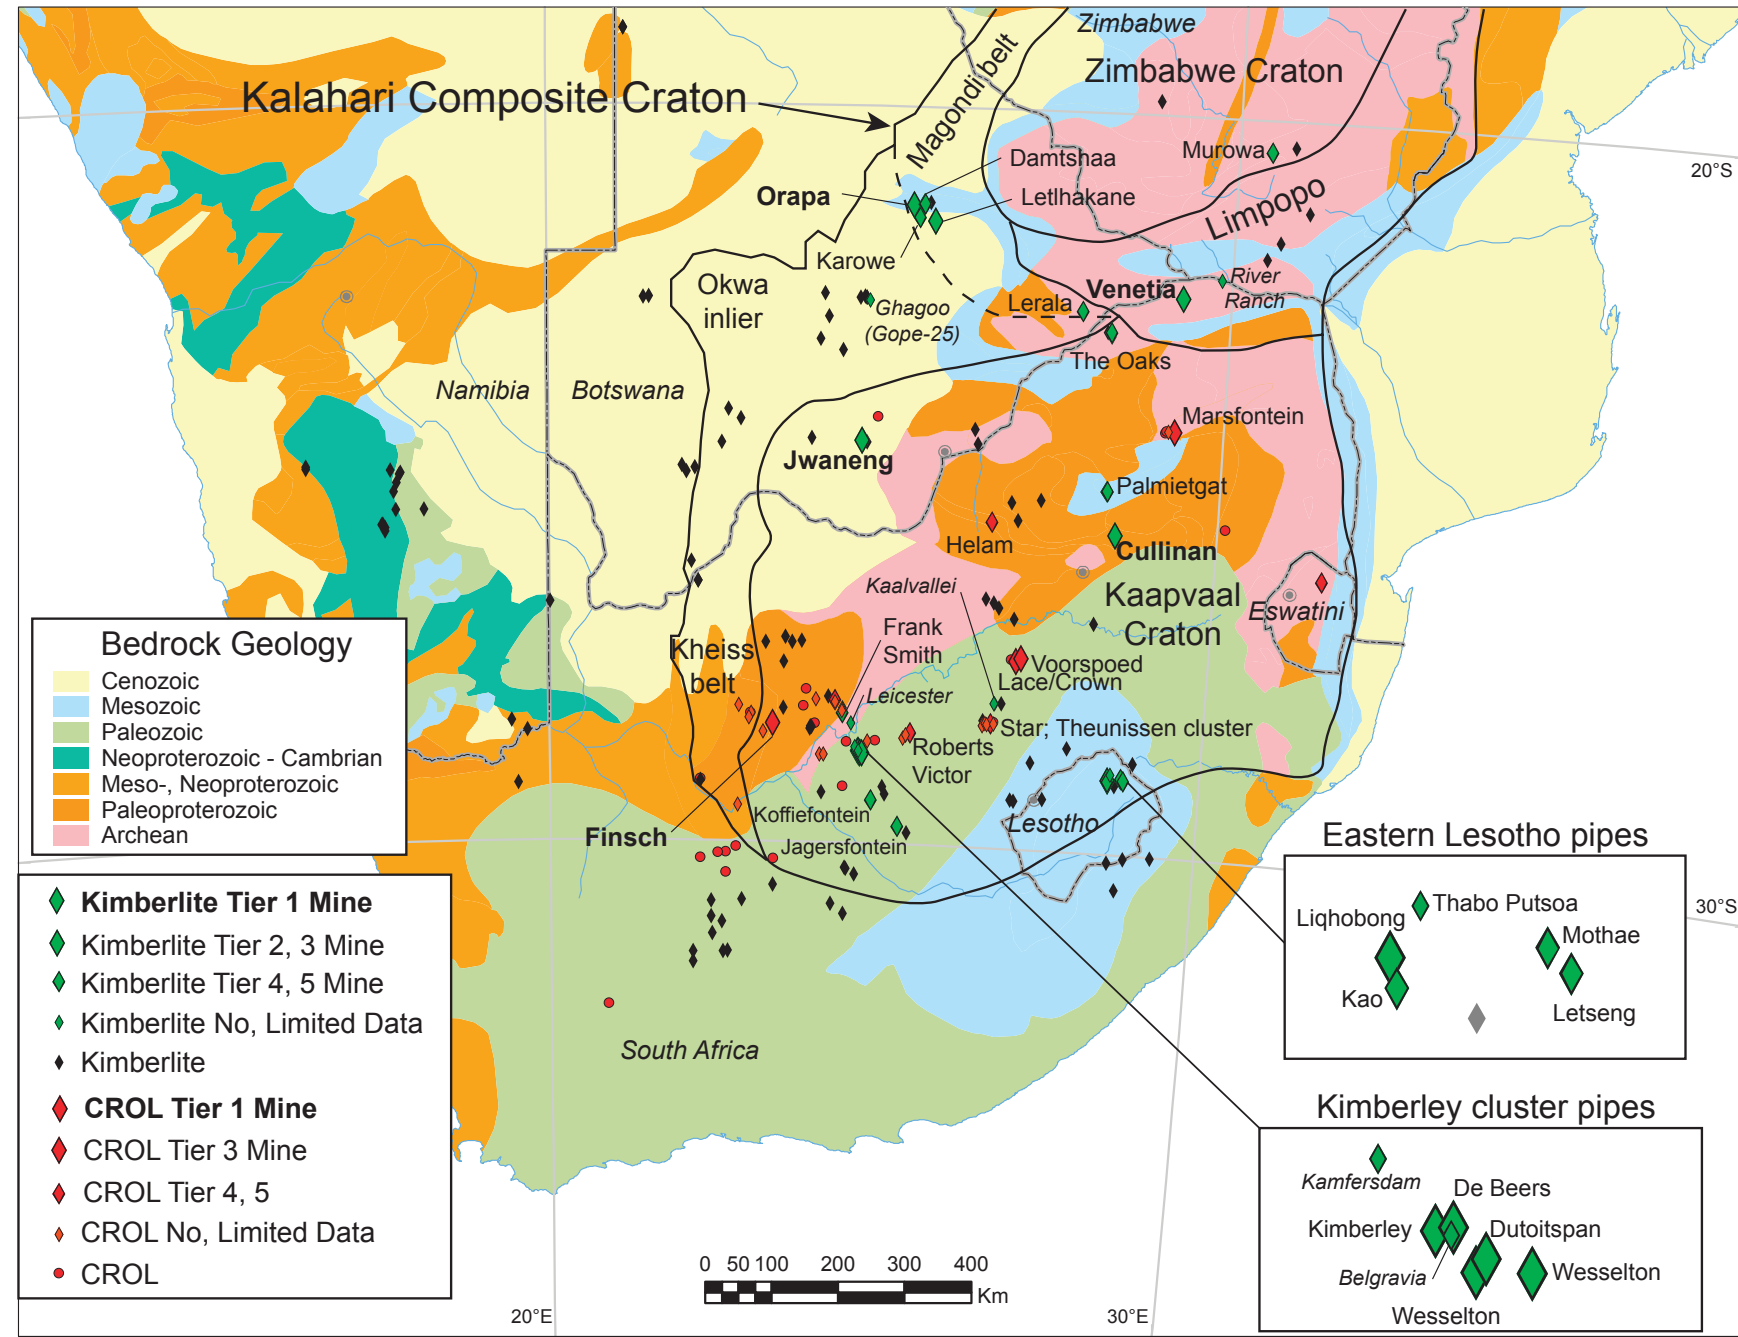 Zimbabwe
Zimbabwe Craton
Kalahari Composite Craton
Magondi belt
Murowa
20°S
Damtshaa
Orapa
Letlhakane
Limpopo
Karowe
Okwa
inlier
Ghagoo
(Gope-25)
Lerala
Venetia
River
Ranch
The Oaks
Namibia
Botswana
Marsfontein
Jwaneng
Palmietgat
Helam
Cullinan
Kaalvallei
Kaapvaal
Craton
Eswatini
Frank
Smith
Kheiss
belt
Voorspoed
Lace/Crown
Leicester
Star; Theunissen cluster
Roberts
Victor
Koffiefontein
Finsch
Jagersfontein
Lesotho
South Africa
30°S
Bedrock Geology
Cenozoic
Mesozoic
Paleozoic
Neoproterozoic - Cambrian
Meso-, Neoproterozoic
Paleoproterozoic
Archean
Kimberlite Tier 1 Mine
Kimberlite Tier 2, 3 Mine
Kimberlite Tier 4, 5 Mine
Kimberlite No, Limited Data
Kimberlite
CROL Tier 1 Mine
CROL Tier 3 Mine
CROL Tier 4, 5
CROL No, Limited Data
CROL
Eastern Lesotho pipes
Thabo Putsoa
Liqhobong
Mothae
Kao
Letseng
Kimberley cluster pipes
Kamfersdam
De Beers
Kimberley
Dutoitspan
Belgravia
Wesselton
Wesselton
0 50 100 200 300 400
Km
20°E
30°E